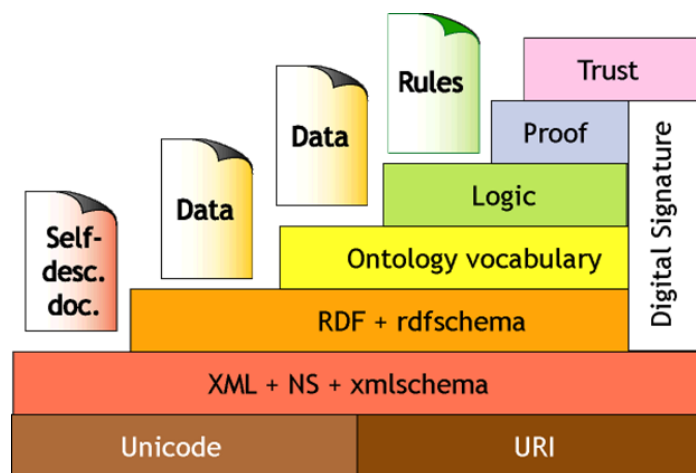 Rules
Trust
Data
Proof
Data
Logic
Self-
desc.
doc.
Ontology vocabulary
Digital Signature
RDF + rdfschema
XML + NS + xmlschema
Unicode
URI